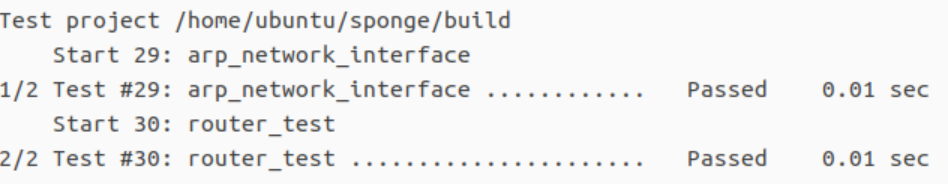 Test project /home/ubuntu/sponge/build
    Start 29: arp_network_interface
1/2 Test #29: arp_network_interface ............   Passed    0.01 sec
    Start 30: router_test
2/2 Test #30: router_test ......................   Passed    0.01 sec